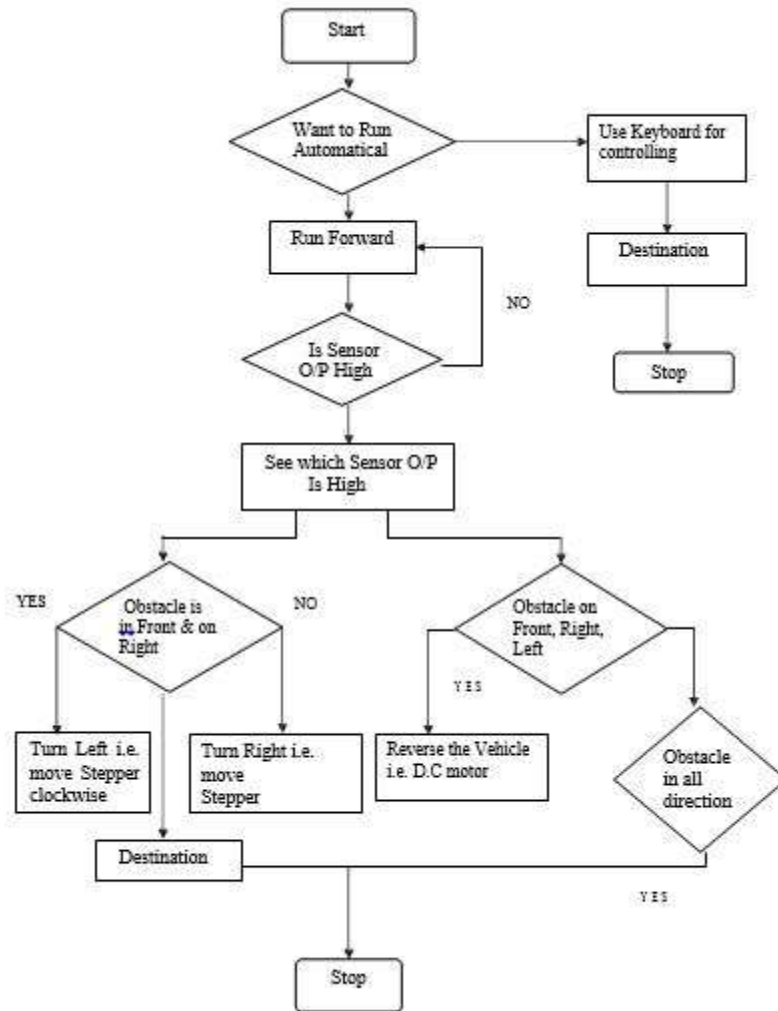 Start
Want to Run
Automatical
Use Keyboard for
controlling
Run Forward
Destination
NO
Is Sensor
O/P High
Stop
See which Sensor O/P
Is High
YES
Obstacle is
in Front & on
Right
NO
Obstacle on
Front, Right,
Left
YES
Turn Left i.e.
move Stepper
clockwise
Turn Right i.e.
move
Stepper
Reverse the Vehicle
i.e. D.C motor
Obstacle
in all
direction
Destination
YES
Stop